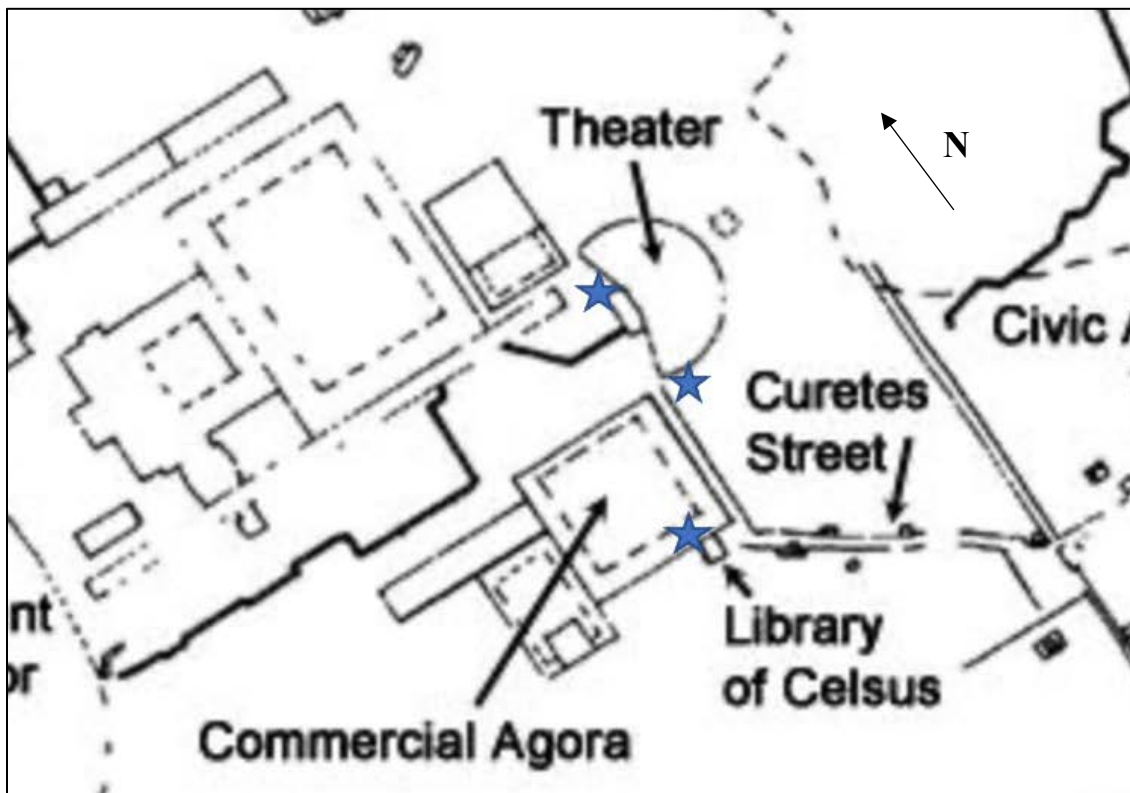 Theater
N
Civic A
Curetes
Street
Library
of Celsus
Commercial Agora
nt
or